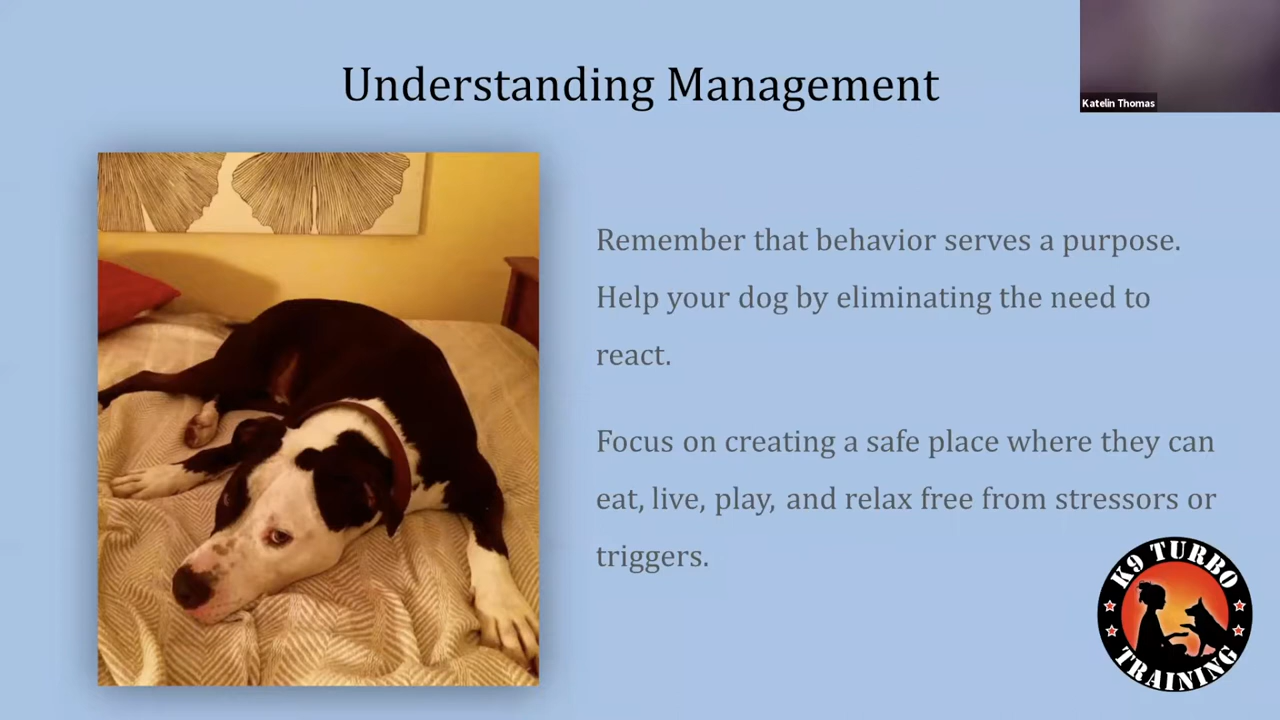 Understanding Management
Katelin Thomas
Remember that behavior serves a purpose.
Help your dog by eliminating the need to
react.
Focus on creating a safe place where they can
eat, live, play, and relax free from stressors or
triggers.
K9 TURBO
TRAINING